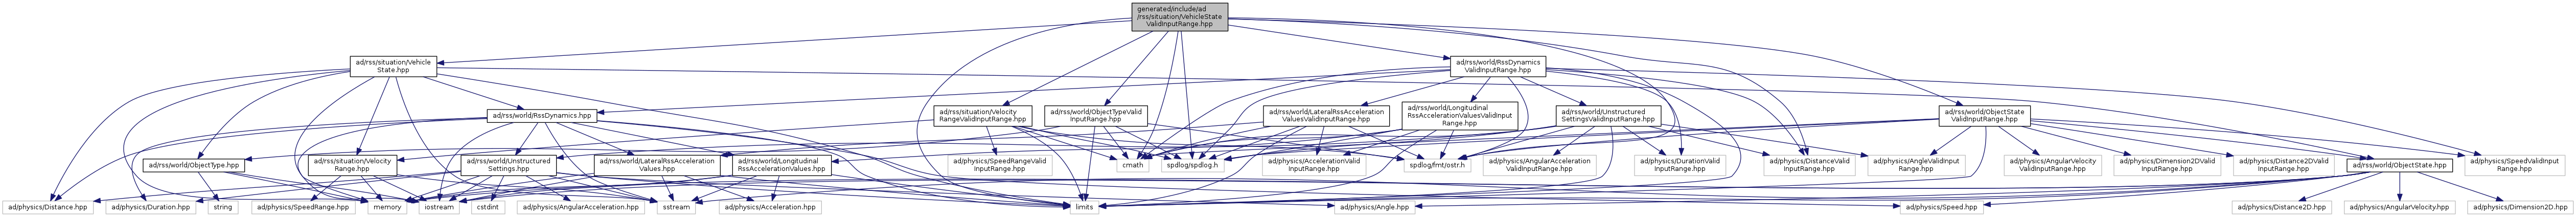 generated/include/ad
/rss/situation/VehicleState
ValidInputRange.hpp
ad/rss/situation/Vehicle
State.hpp
ad/rss/world/RssDynamics
ValidInputRange.hpp
ad/rss/world/RssDynamics.hpp
ad/rss/situation/Velocity
RangeValidInputRange.hpp
ad/rss/world/ObjectTypeValid
InputRange.hpp
ad/rss/world/LateralRssAcceleration
ValuesValidInputRange.hpp
ad/rss/world/Longitudinal
RssAccelerationValuesValidInput
Range.hpp
ad/rss/world/Unstructured
SettingsValidInputRange.hpp
ad/rss/world/ObjectState
ValidInputRange.hpp
ad/rss/world/ObjectType.hpp
ad/rss/situation/Velocity
Range.hpp
ad/rss/world/Unstructured
Settings.hpp
ad/rss/world/LateralRssAcceleration
Values.hpp
ad/rss/world/Longitudinal
RssAccelerationValues.hpp
ad/physics/SpeedRangeValid
InputRange.hpp
cmath
spdlog/spdlog.h
ad/physics/AccelerationValid
InputRange.hpp
spdlog/fmt/ostr.h
ad/physics/AngularAcceleration
ValidInputRange.hpp
ad/physics/DurationValid
InputRange.hpp
ad/physics/DistanceValid
InputRange.hpp
ad/physics/AngleValidInput
Range.hpp
ad/physics/AngularVelocity
ValidInputRange.hpp
ad/physics/Dimension2DValid
InputRange.hpp
ad/physics/Distance2DValid
InputRange.hpp
ad/rss/world/ObjectState.hpp
ad/physics/SpeedValidInput
Range.hpp
ad/physics/Distance.hpp
ad/physics/Duration.hpp
string
ad/physics/SpeedRange.hpp
memory
iostream
cstdint
ad/physics/AngularAcceleration.hpp
sstream
ad/physics/Acceleration.hpp
limits
ad/physics/Angle.hpp
ad/physics/Speed.hpp
ad/physics/Distance2D.hpp
ad/physics/AngularVelocity.hpp
ad/physics/Dimension2D.hpp